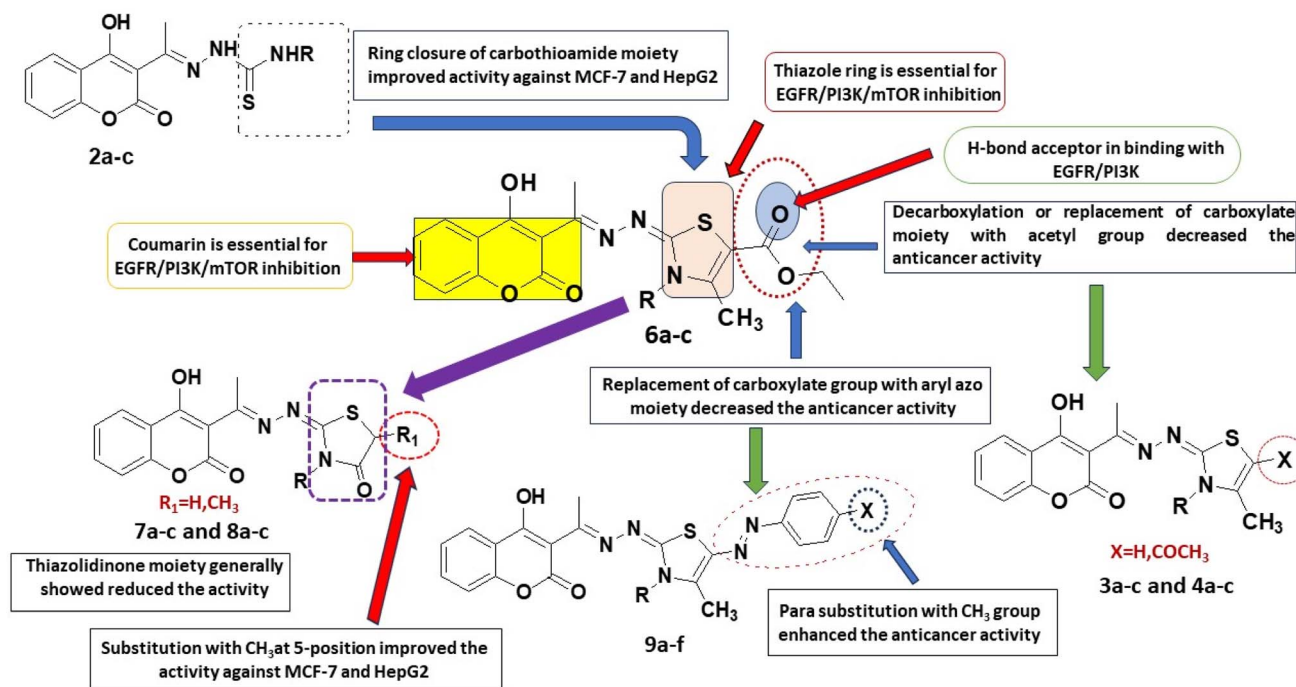 OH
N
NH
NHR
S
O
O
2a-c
Ring closure of carbothioamide moiety
improved activity against MCF-7 and HepG2
Thiazole ring is essential for
EGFR/PI3K/mTOR inhibition
H-bond acceptor in binding with
EGFR/PI3K
Decarboxylation or replacement of carboxylate
moiety with acetyl group decreased the
anticancer activity
Coumarin is essential for
EGFR/PI3K/mTOR inhibition
OH
N
N
S
O
O
N
O
O
R
CH3
6a-c
Replacement of carboxylate group with aryl azo
moiety decreased the anticancer activity
OH
N
N
S
R1
N
O
O
R
O
R1=H,CH3
7a-c and 8a-c
Thiazolidinone moiety generally
showed reduced the activity
Substitution with CH3at 5-position improved the
activity against MCF-7 and HepG2
OH
N
N
S
N
N
X
N
O
O
R
CH3
9a-f
Para substitution with CH3 group
enhanced the anticancer activity
OH
N
N
S
X
N
O
O
R
CH3
X=H,COCH3
3a-c and 4a-c